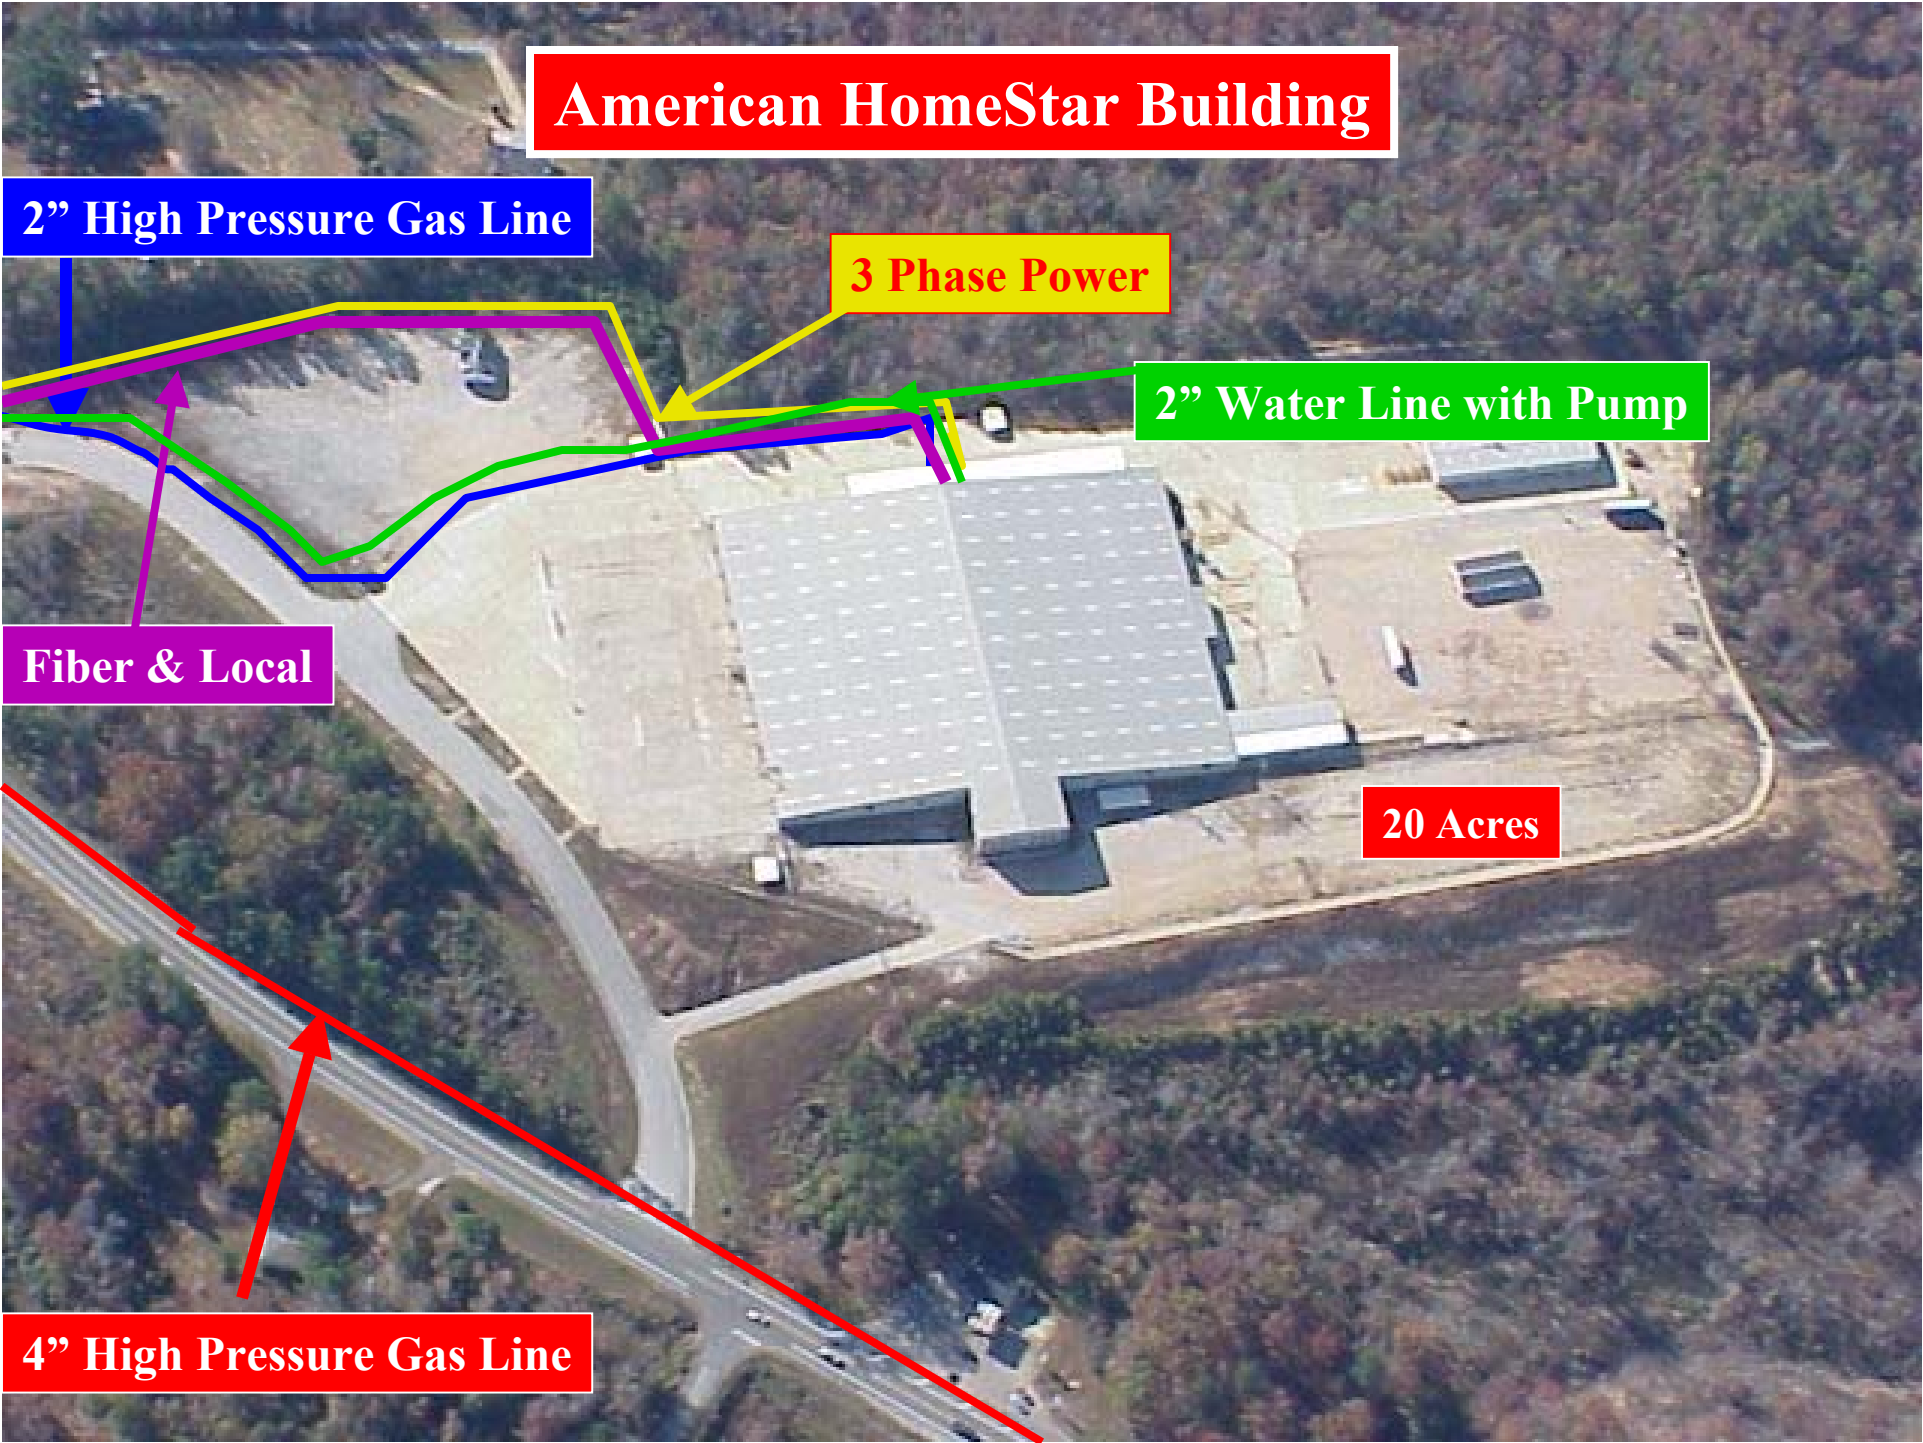 American HomeStar Building
2” High Pressure Gas Line
3 Phase Power
2” Water Line with Pump
Fiber & Local
20 Acres
4” High Pressure Gas Line